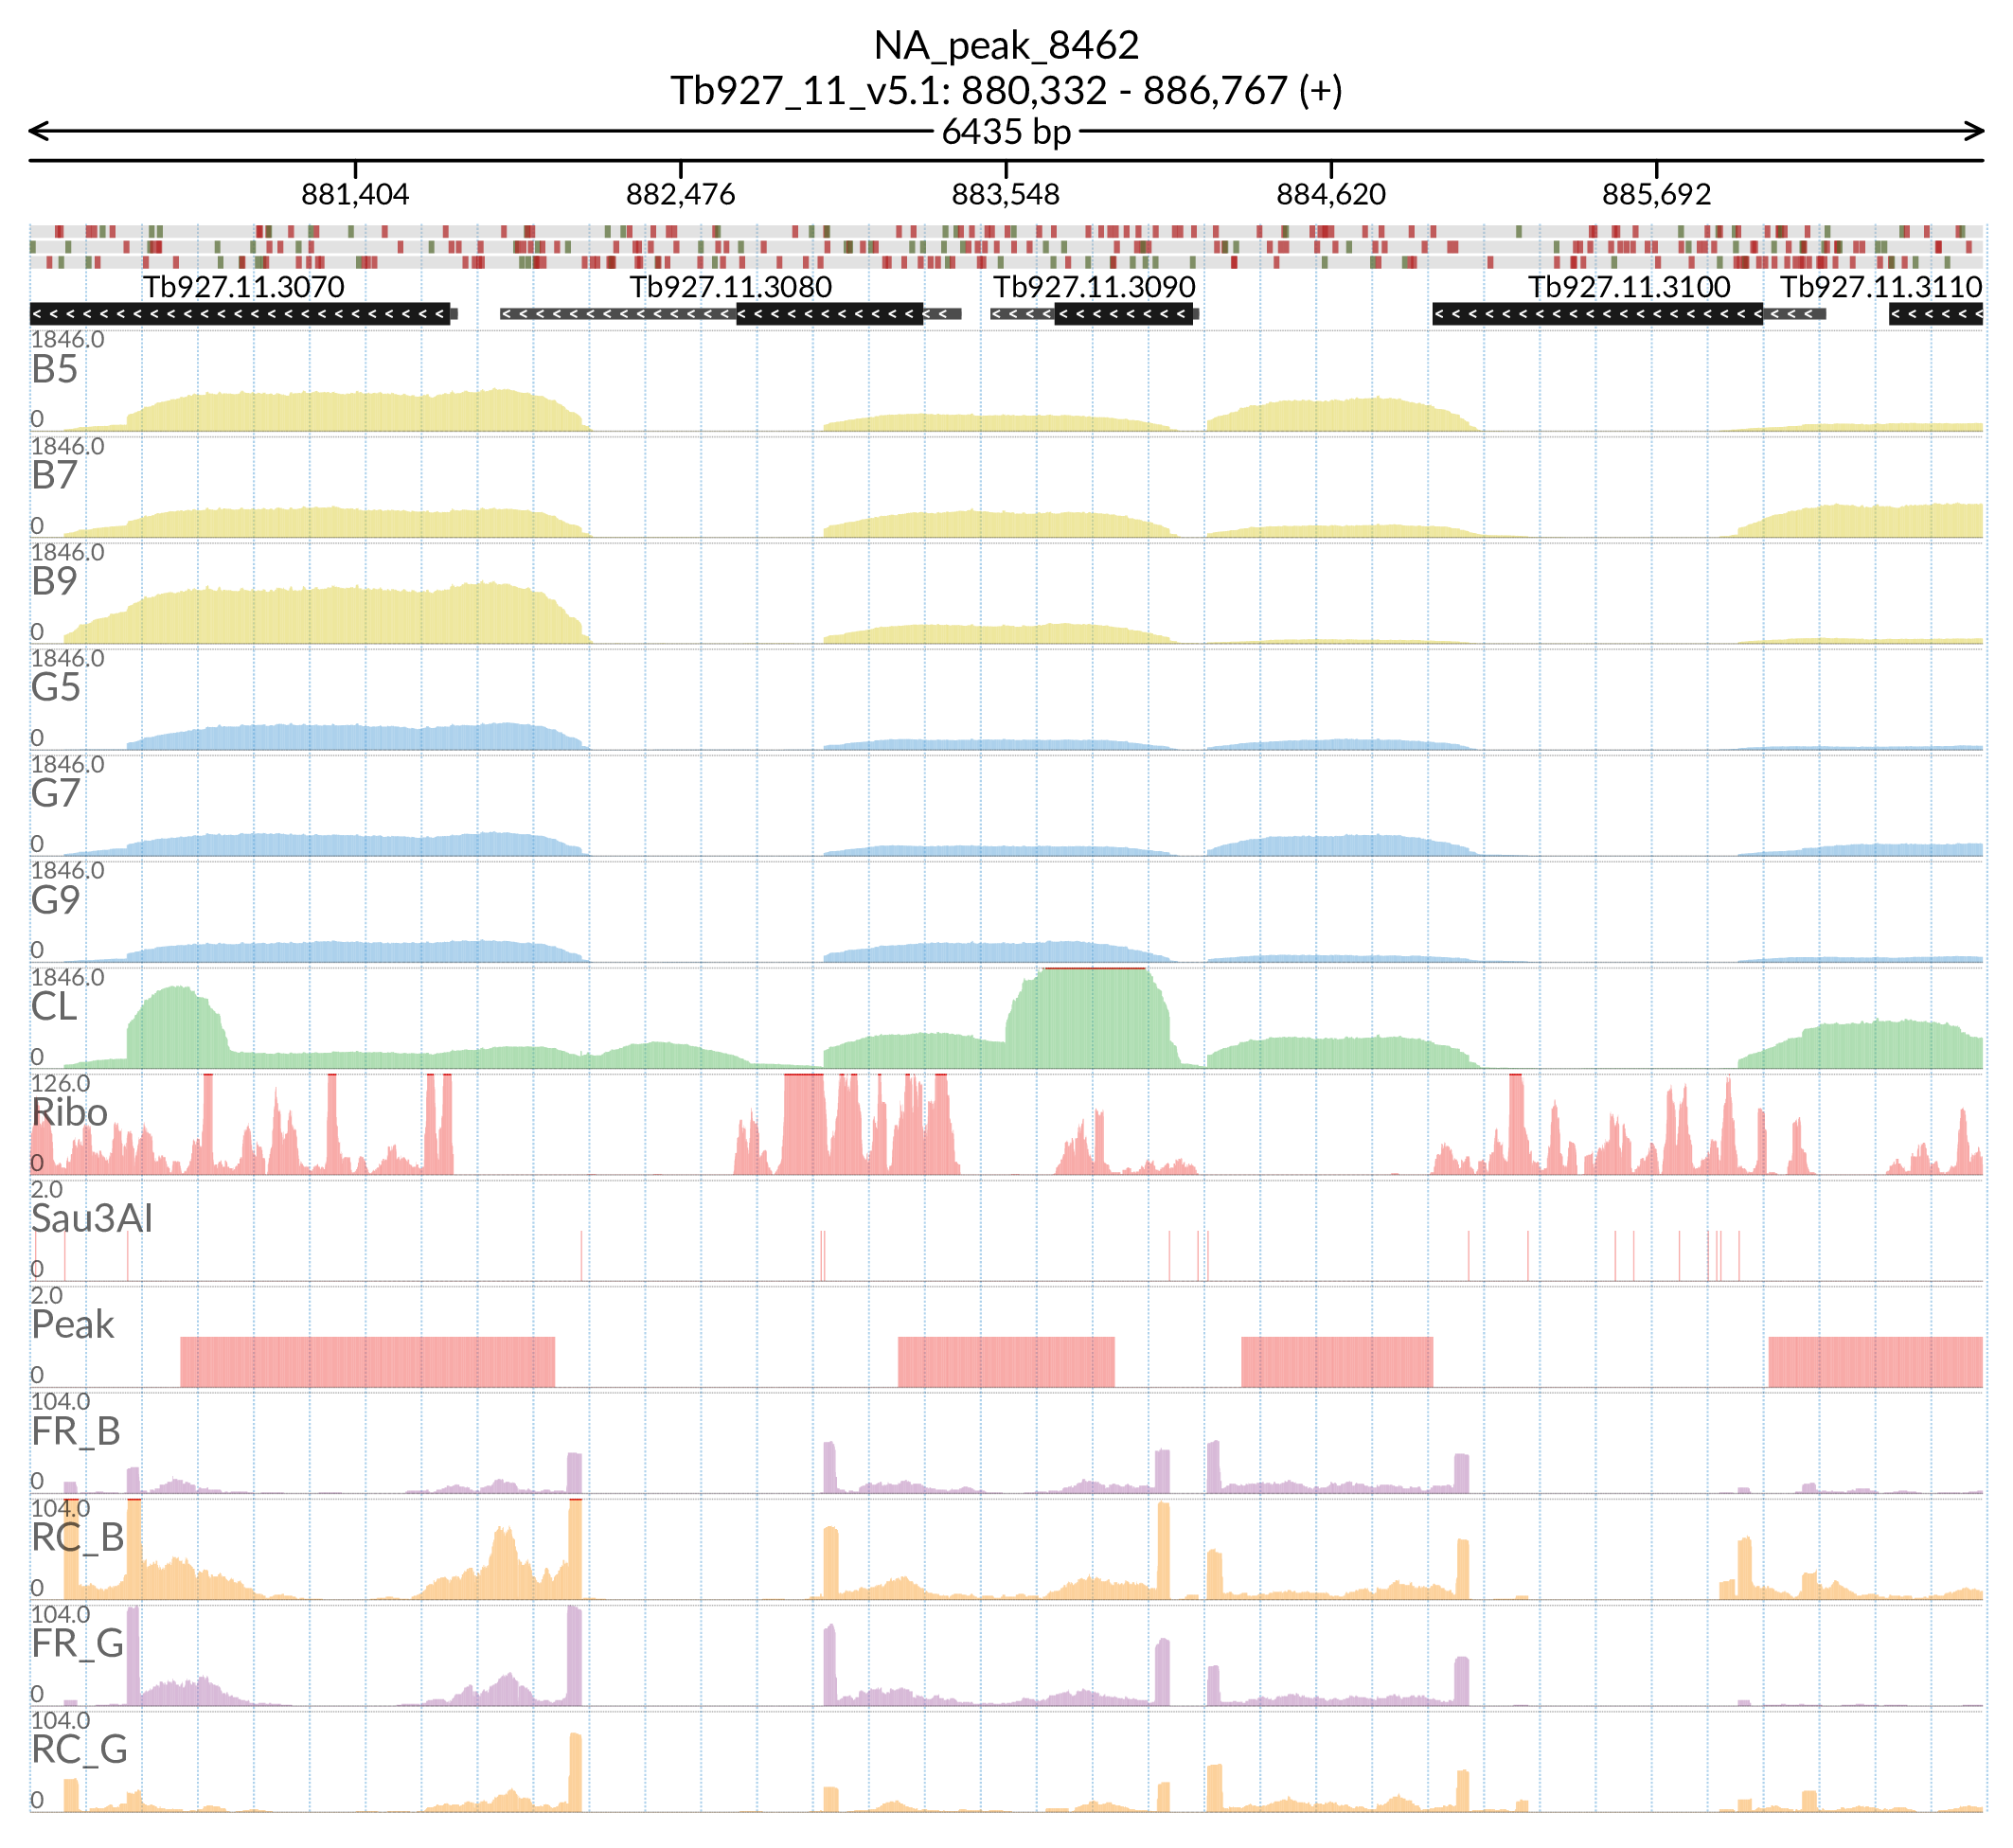 NA_peak_8462
Tb927_11_v5.1: 880,332 - 886,767 (+)
6435 bp
881,404 882,476 883,548 884,620 885,692
Tb927.11.3070 Tb927.11.3080 Tb927.11.3090 Tb927.11.3100 Tb927.11.3110
1846.0
B5
0
1846.0
B7
0
1846.0
B9
0
1846.0
G5
0
1846.0
G7
0
1846.0
G9
0
1846.0
CL
0
126.0
Ribo
0
2.0
Sau3AI
0
2.0
Peak
0
104.0
FR_B
0
104.0
RC_B
0
104.0
FR_G
0
104.0
RC_G
0